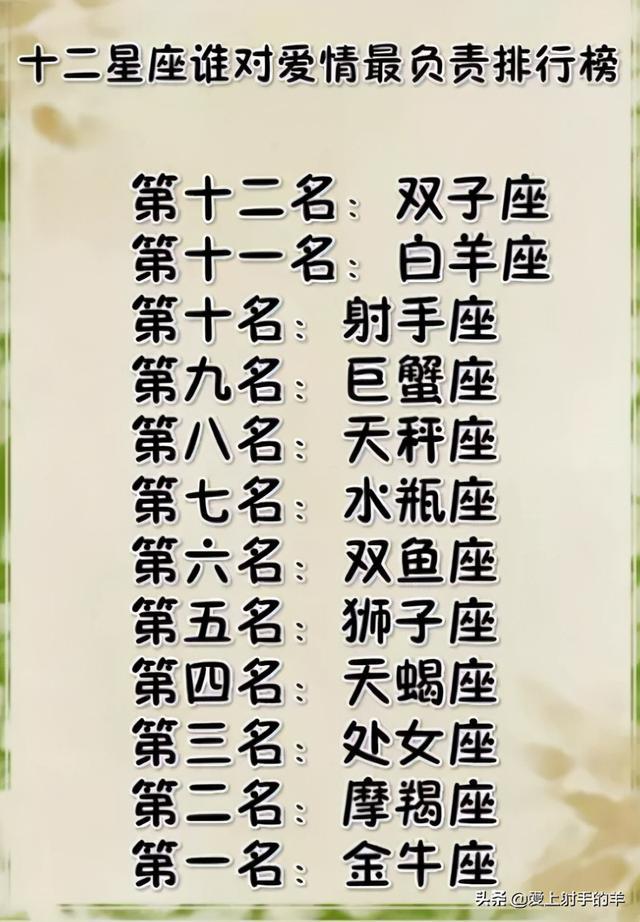 十二星座谁对爱情最负责排行榜
第十二名：双子座
第十一名：白羊座
第十名：射手座
第九名：巨蟹座
第八名：天秤座
第七名：水瓶座
第六名：双鱼座
第五名：狮子座
第四名：天蝎座
第三名：处女座
第二名：摩羯座
第一名：金牛座
头条 @爱上射手的羊